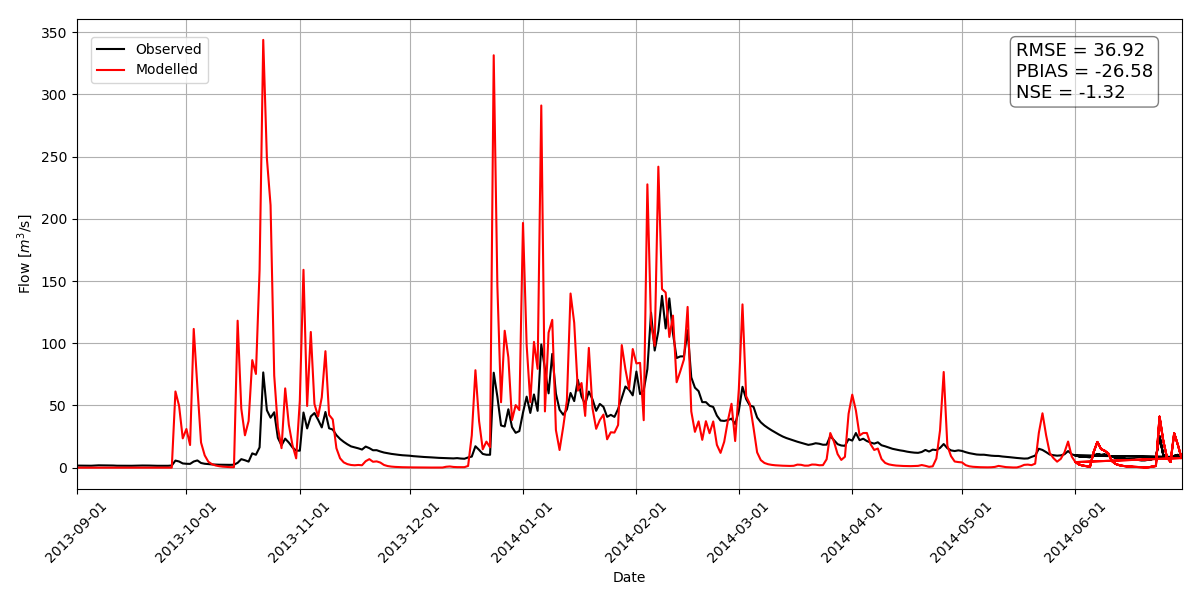 350
300
250
200
150
100
50
0
Flow [m³/s]
Observed
Modelled
RMSE = 36.92
PBIAS = -26.58
NSE = -1.32
2013-09-01
2013-10-01
2013-11-01
2013-12-01
2014-01-01
2014-02-01
2014-03-01
2014-04-01
2014-05-01
2014-06-01
Date